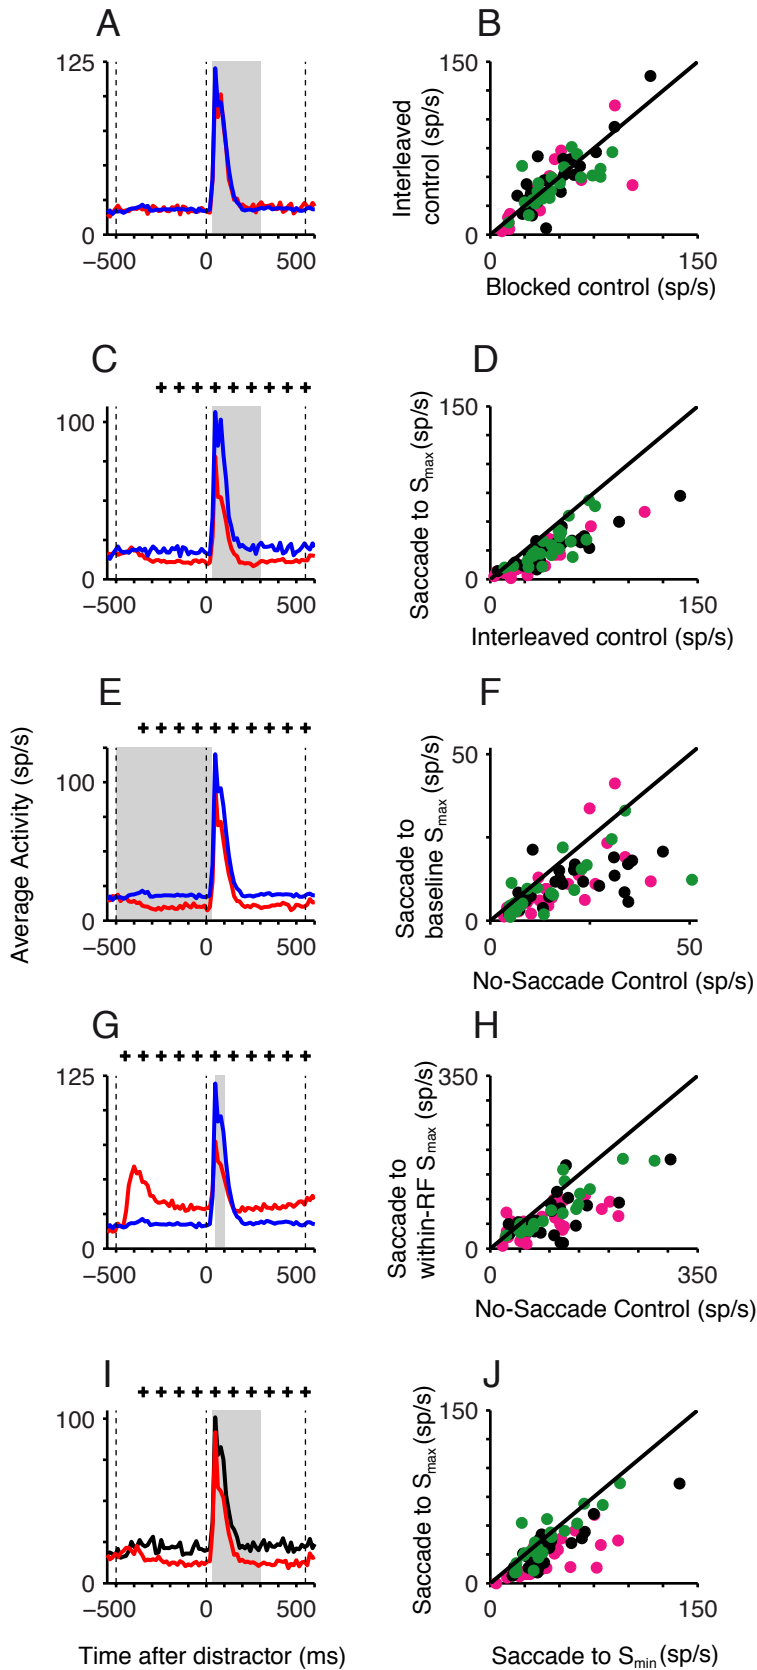 A
B
125
0
−500
0
500
150
Interleaved
control (sp/s)
0
0
150
Blocked control (sp/s)
C
D
+ + + + + + + + +
100
0
−500
0
500
150
Saccade to Smax (sp/s)
0
0
150
Interleaved control (sp/s)
E
F
+ + + + + + + + + +
Average Activity (sp/s)
100
0
−500
0
500
50
Saccade to
baseline Smax (sp/s)
0
0
50
No-Saccade Control (sp/s)
G
H
+ + + + + + + + + + +
125
0
−500
0
500
350
Saccade to
within-RF Smax (sp/s)
0
0
350
No-Saccade Control (sp/s)
I
J
+ + + + + + + + + +
100
0
−500
0
500
Time after distractor (ms)
150
Saccade to Smax (sp/s)
0
0
150
Saccade to Smin (sp/s)